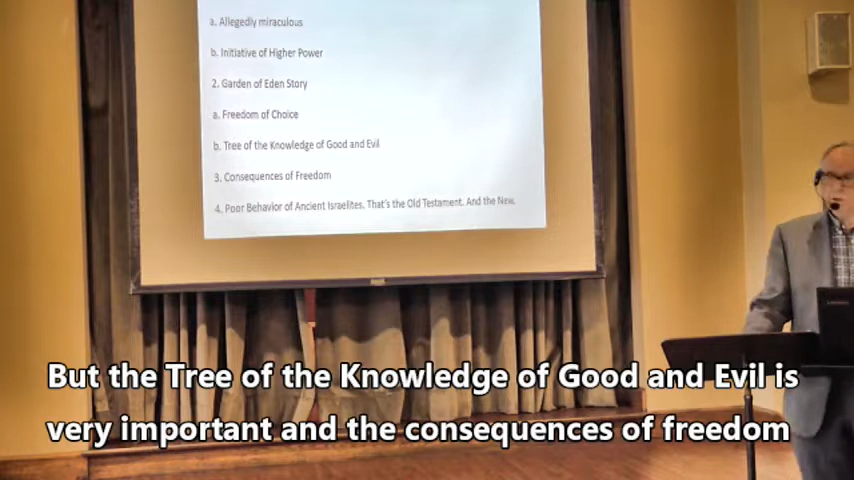 a. Allegedly miraculous
b. Initiative of Higher Power
2. Garden of Eden Story
a. Freedom of Choice
b. Tree of the Knowledge of Good and Evil
3. Consequences of Freedom
4. Poor Behavior of Ancient Israelites. That's the Old Testament. And the New.
But the Tree of the Knowledge of Good and Evil is
very important and the consequences of freedom